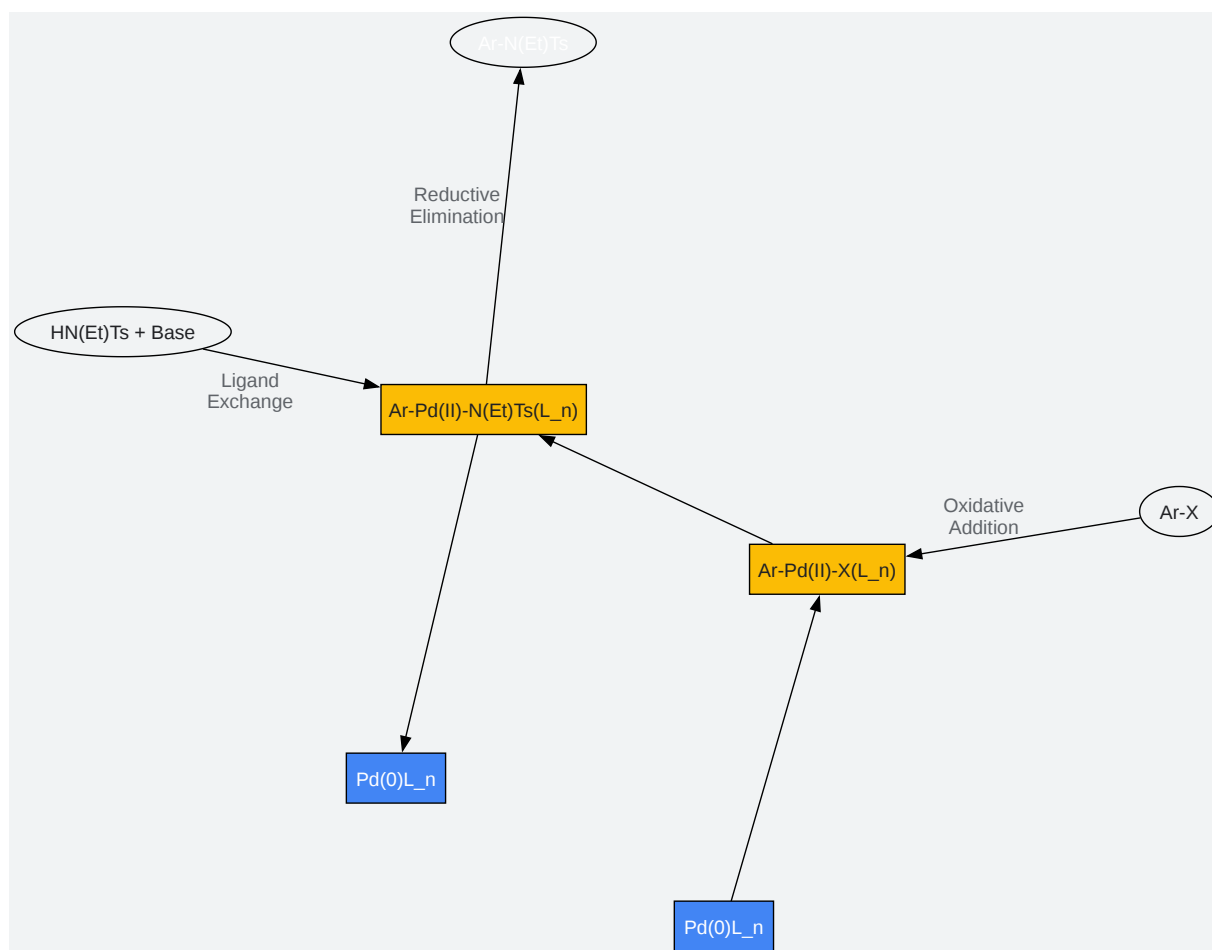 Ar-N(Et)Ts
Reductive
Elimination
HN(Et)Ts + Base
Ligand
Exchange
Ar-Pd(II)-N(Et)Ts(L_n)
Oxidative
Addition
Ar-X
Ar-Pd(II)-X(L_n)
Pd(0)L_n
Pd(0)L_n